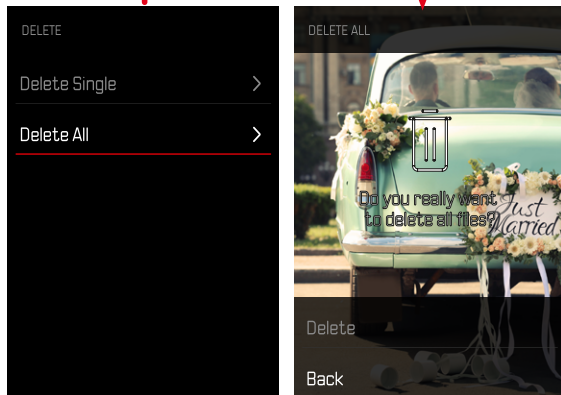 DELETE
Delete Single
Delete All
DELETE ALL
Do you really want
to delete all files?
Just
Married
Delete
Back